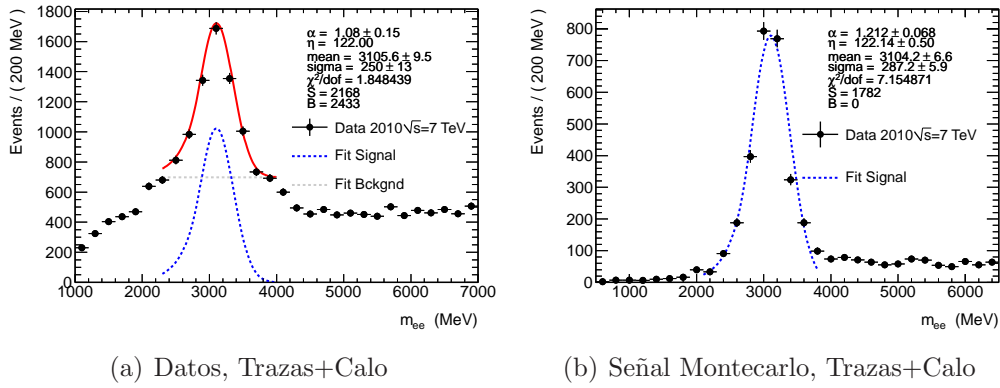 Events / ( 200 MeV )
1800
1600
1400
1200
1000
800
600
400
200
0
1000 2000 3000 4000 5000 6000 7000
m_ee (MeV)
α = 1.08 ± 0.15
η = 122.00
mean = 3105.6 ± 9.5
sigma = 250 ± 13
χ²/dof = 1.848439
S = 2168
B = 2433
Data 2010√s=7 TeV
Fit Signal
Fit Bckgnd
(a) Datos, Trazas+Calo
Events / ( 200 MeV )
800
700
600
500
400
300
200
100
0
1000 2000 3000 4000 5000 6000
m_ee (MeV)
α = 1.212 ± 0.068
η = 122.14 ± 0.50
mean = 3104.2 ± 6.6
sigma = 287.2 ± 5.9
χ²/dof = 7.154871
S = 1782
B = 0
Data 2010√s=7 TeV
Fit Signal
(b) Señal Montecarlo, Trazas+Calo